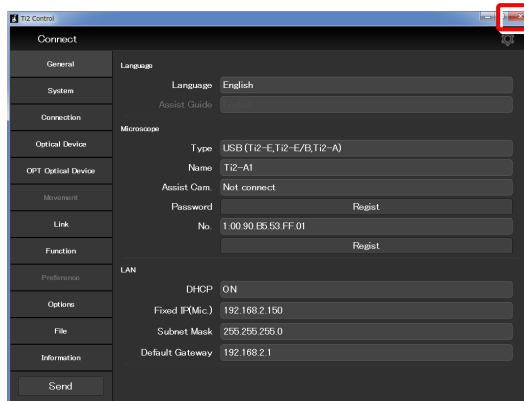 Ti2 Control
Connect
General
System
Connection
Optical Device
OPT Optical Device
Movement
Link
Function
Preference
Options
File
Information
Send
Language
Language English
Assist Guide English
Microscope
Type USB (Ti2-E,Ti2-E/B,Ti2-A)
Name Ti2-A1
Assist Cam. Not connect
Password Regist
No. 1:00.90.B5.53.FF.01
Regist
LAN
DHCP ON
Fixed IP(Mic.) 192.168.2.150
Subnet Mask 255.255.255.0
Default Gateway 192.168.2.1